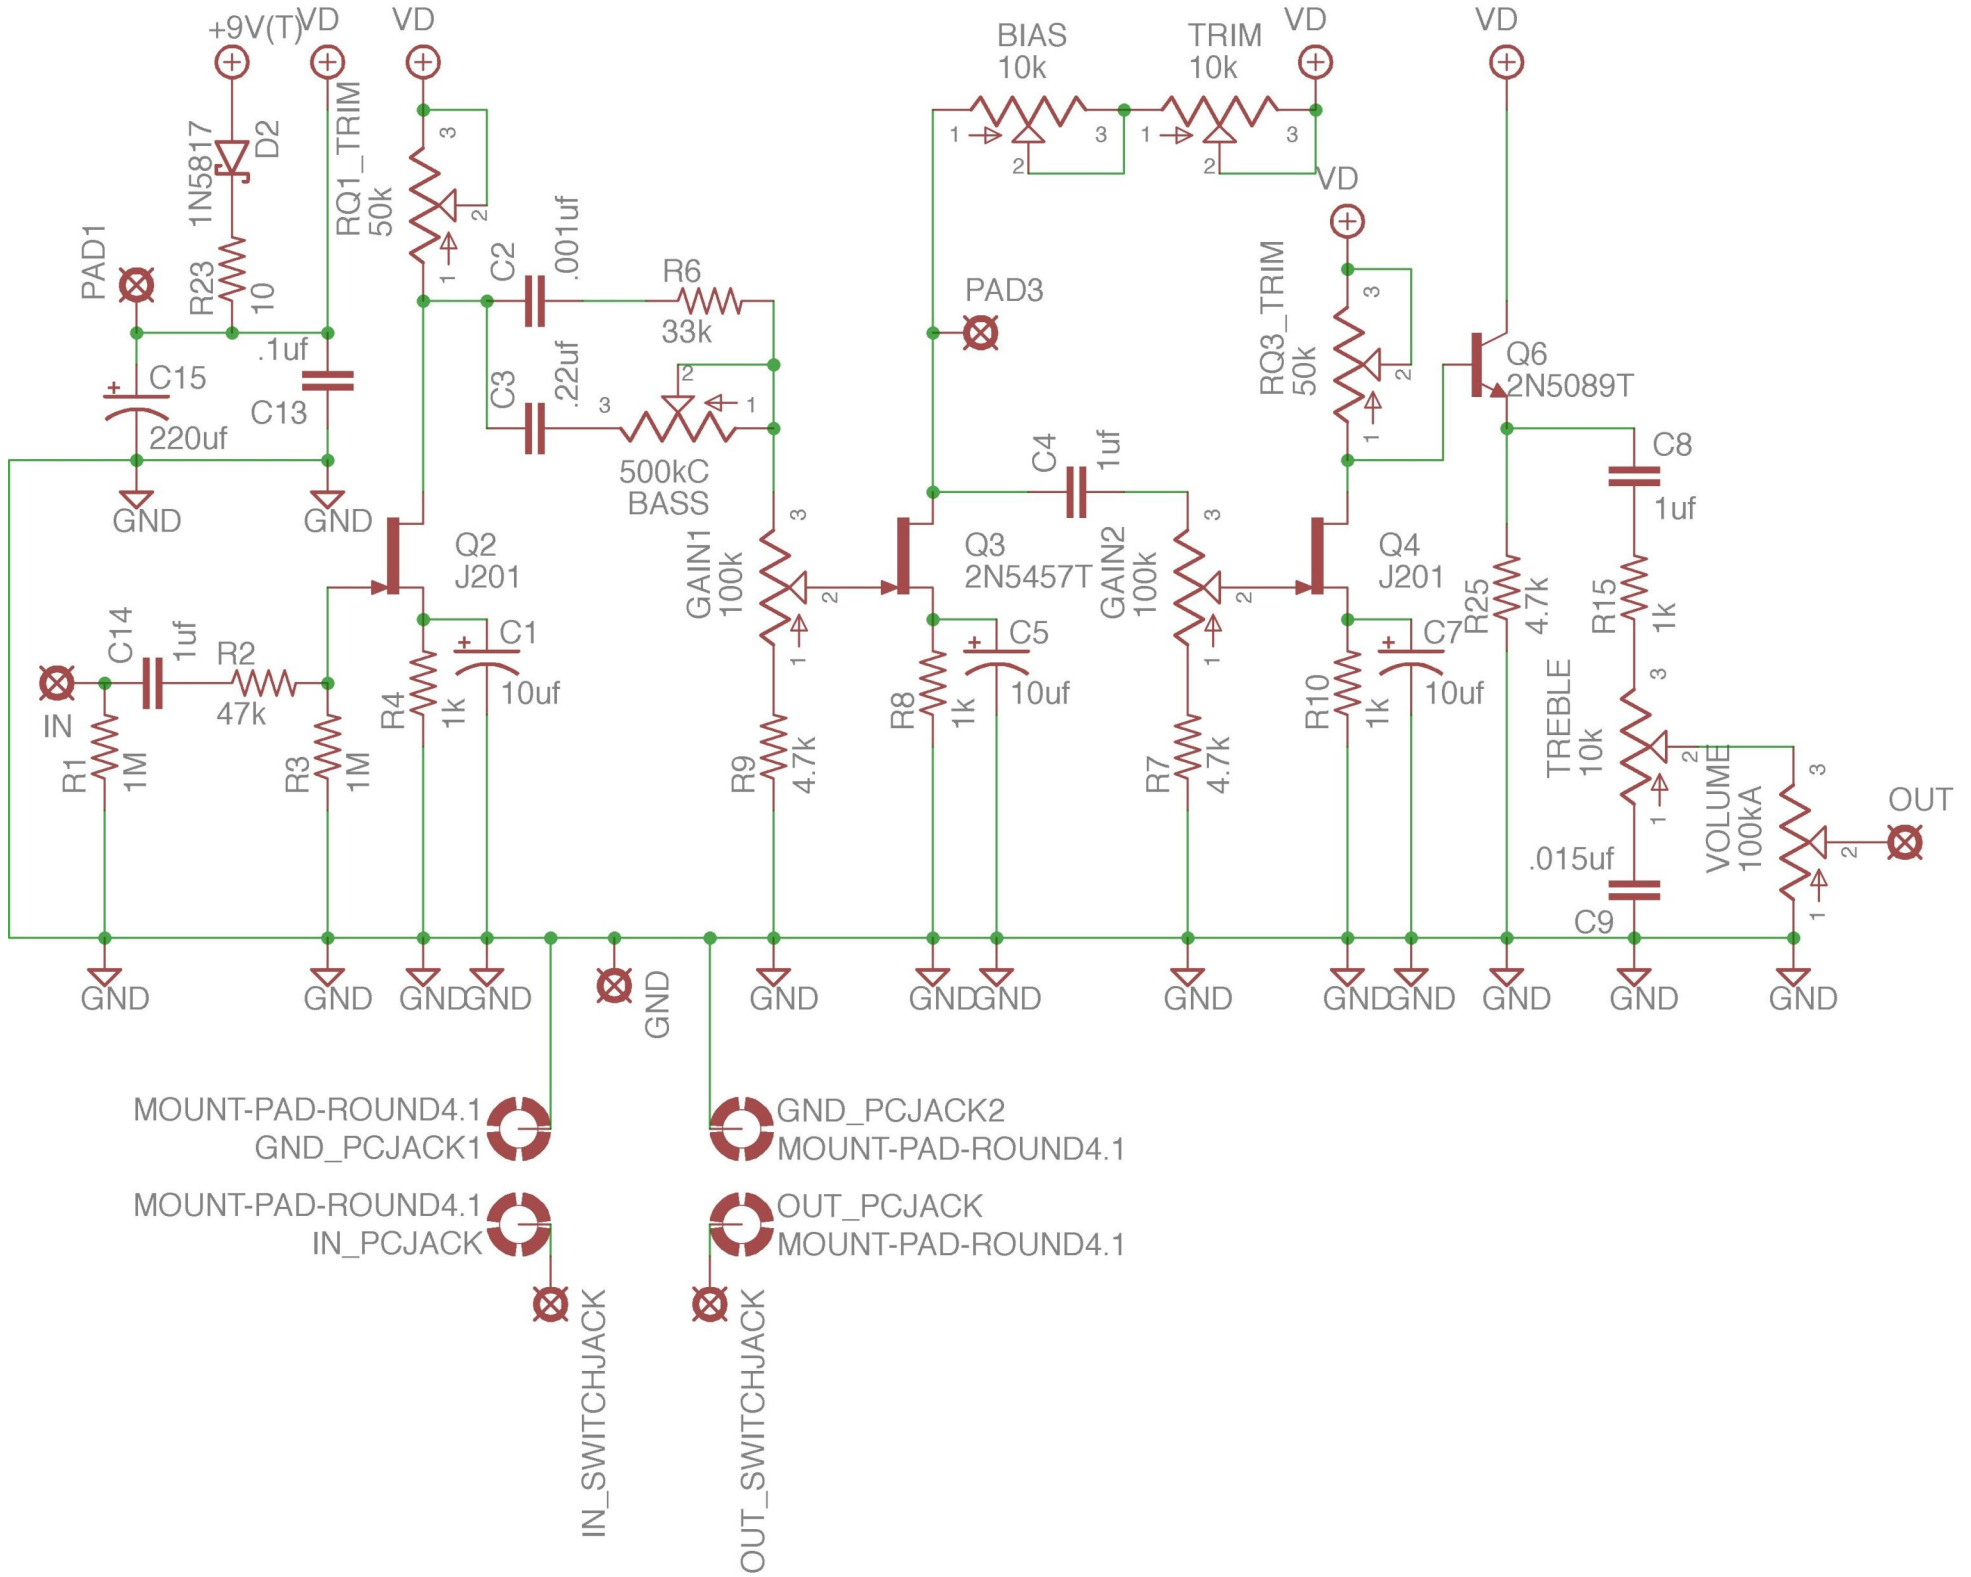 +9V(T)
VD
VD
BIAS
10k
TRIM
10k
VD
VD
1N5817
D2
RQ1_TRIM
50k
3
2
1
1
2
3
1
2
3
VD
PAD1
R23
10
C2
.001uf
R6
33k
PAD3
RQ3_TRIM
50k
3
2
1
Q6
2N5089T
.1uf
C15
220uf
C13
C3
.22uf
3
2
1
500kC
BASS
C4
1uf
C8
1uf
GND
GND
Q2
J201
GAIN1
100k
3
2
1
Q3
2N5457T
GAIN2
100k
3
2
1
Q4
J201
R25
4.7k
R15
1k
C14
1uf
R2
47k
IN
R1
1M
R3
1M
R4
1k
C1
10uf
R9
4.7k
R8
1k
C5
10uf
R7
4.7k
R10
1k
C7
10uf
TREBLE
10k
3
2
1
VOLUME
100kA
3
2
1
OUT
.015uf
C9
GND
GND
GND
GND
GND
GND
GND
GND
GND
GND
GND
GND
GND
GND
MOUNT-PAD-ROUND4.1
GND_PCJACK1
GND_PCJACK2
MOUNT-PAD-ROUND4.1
MOUNT-PAD-ROUND4.1
IN_PCJACK
OUT_PCJACK
MOUNT-PAD-ROUND4.1
IN_SWITCHJACK
OUT_SWITCHJACK